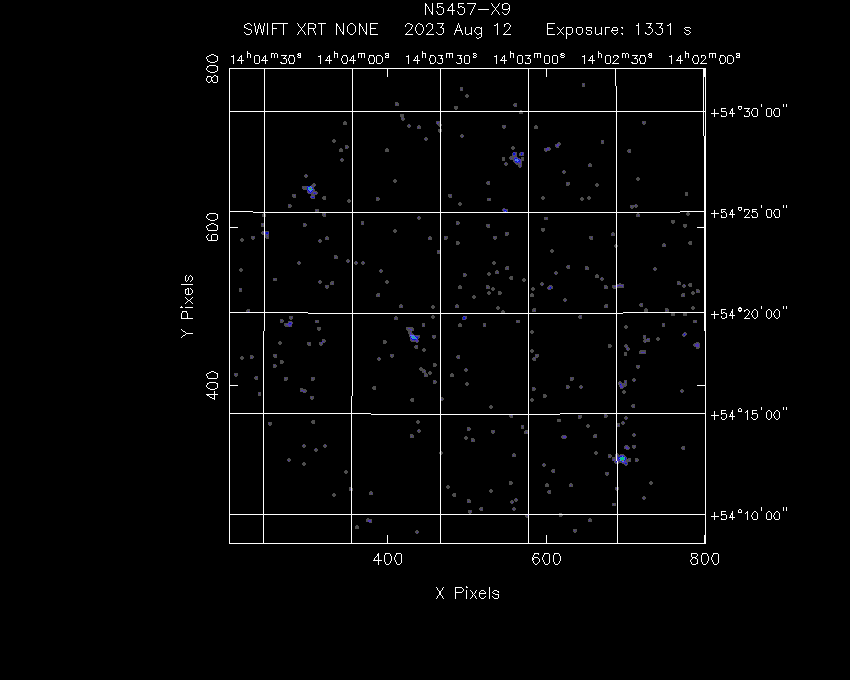 N5457-X9
SWIFT XRT NONE 2023 Aug 12 Exposure: 1331 s
14ʰ04ᵐ30ˢ 14ʰ04ᵐ00ˢ 14ʰ03ᵐ30ˢ 14ʰ03ᵐ00ˢ 14ʰ02ᵐ30ˢ 14ʰ02ᵐ00ˢ
800
+54°30'00"
+54°25'00"
600
+54°20'00"
Y Pixels
400
+54°15'00"
+54°10'00"
400 600 800
X Pixels